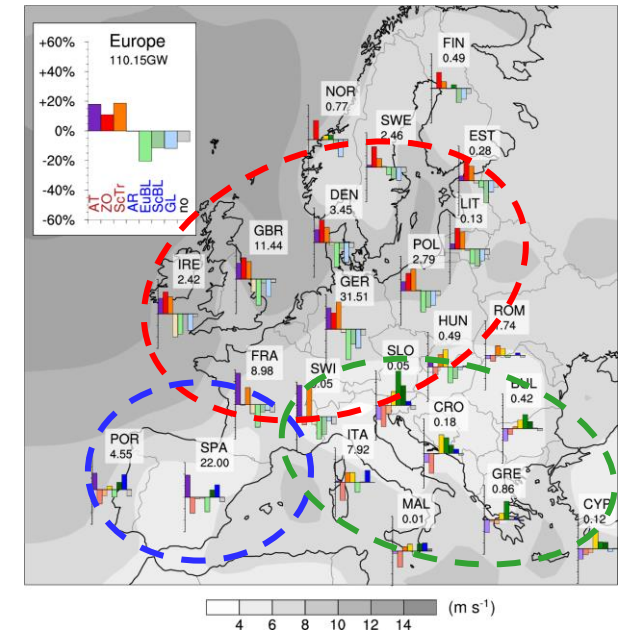 +60%
Europe
110.15GW
+40%
+20%
0%
-20%
-40%
-60%
AT
ZO
ScTr
AR
EuBL
ScBL
GL
no
FIN
0.49
NOR
0.77
SWE
2.46
EST
0.28
DEN
3.45
LIT
0.13
GBR
11.44
POL
2.79
IRE
2.42
GER
31.51
HUN
0.49
ROM
.74
FRA
8.98
SWI
.05
SLO
0.05
BUL
0.42
CRO
0.18
POR
4.55
SPA
22.00
ITA
7.92
GRE
0.86
MAL
0.01
CYP
0.12
4 6 8 10 12 14 (m s⁻¹)